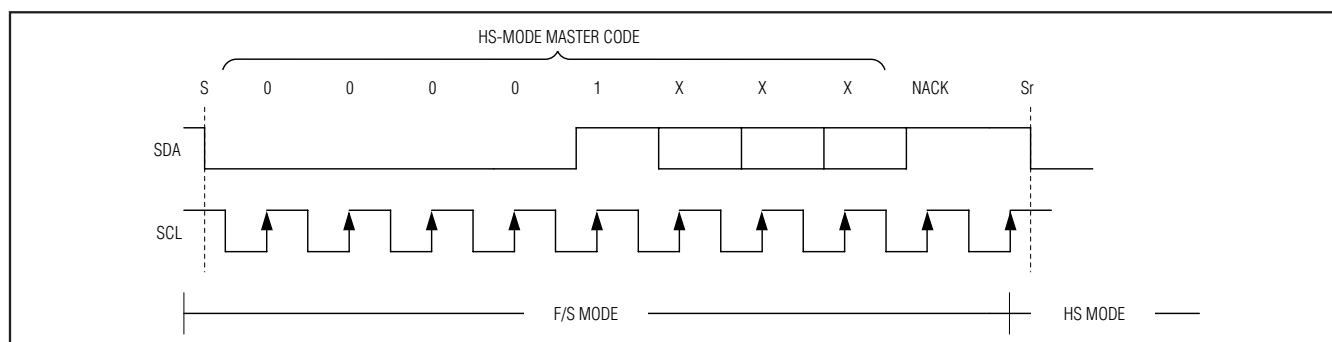 HS-MODE MASTER CODE
S 0 0 0 0 1 X X X NACK Sr
SDA
SCL
F/S MODE HS MODE